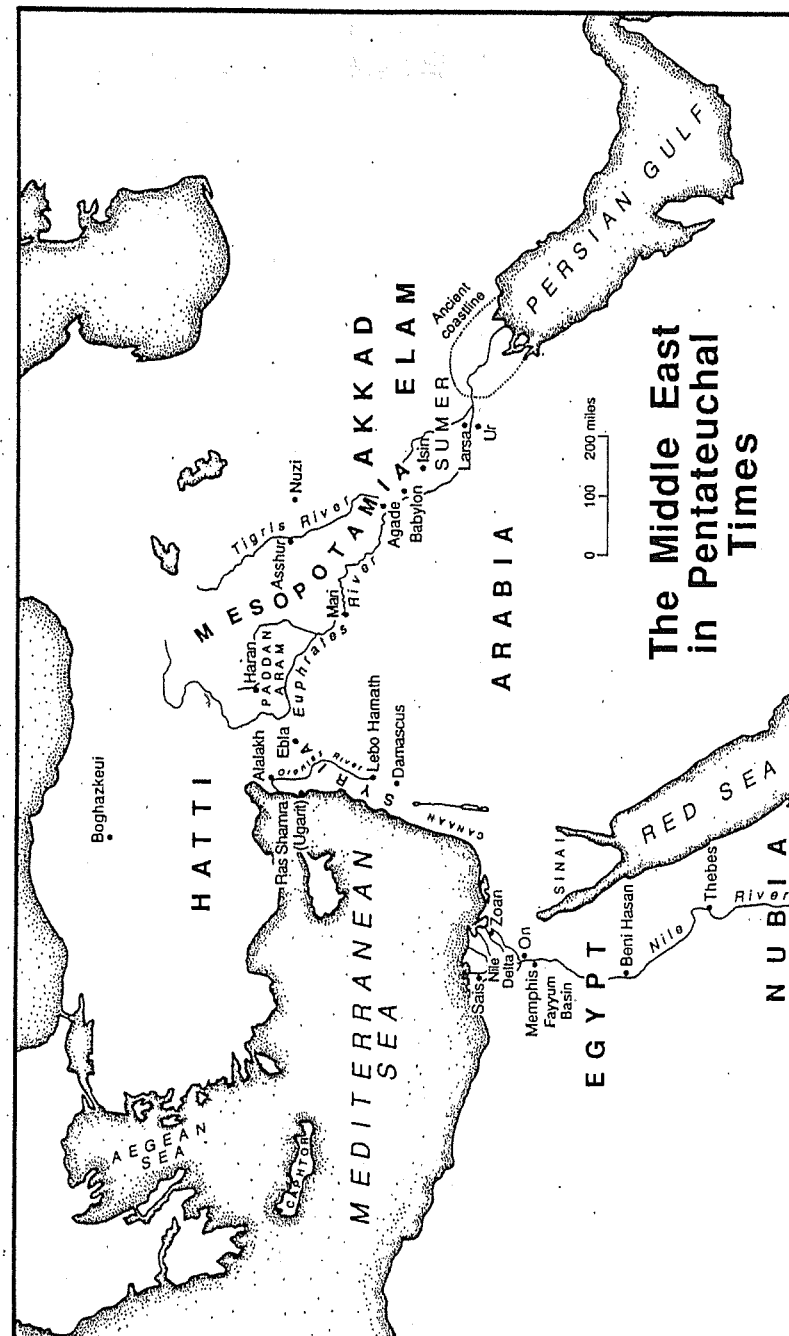 AEGEAN
SEA
CAPHTOR
MEDITERRANEAN
SEA
HATTI
Boghazkeui
Alalakh
Ebla
Orontes River
Ras Shamra
(Ugarit)
SYRIA
Lebo Hamath
Damascus
CANAAN
Haran
PADDAN
ARAM
Euphrates River
MESOPOTAMIA
Mari
Asshur
Tigris River
Nuzi
AKKAD
ELAM
Agade
Babylon
Isin
SUMER
Larsa
Ur
Ancient
coastline
PERSIAN GULF
ARABIA
Sais
Nile
Delta
Zoan
On
Memphis
Fayyum
Basin
EGYPT
SINAI
Beni Hasan
Nile River
Thebes
RED SEA
NUBIA
0 100 200 miles
The Middle East
in Pentateuchal
Times